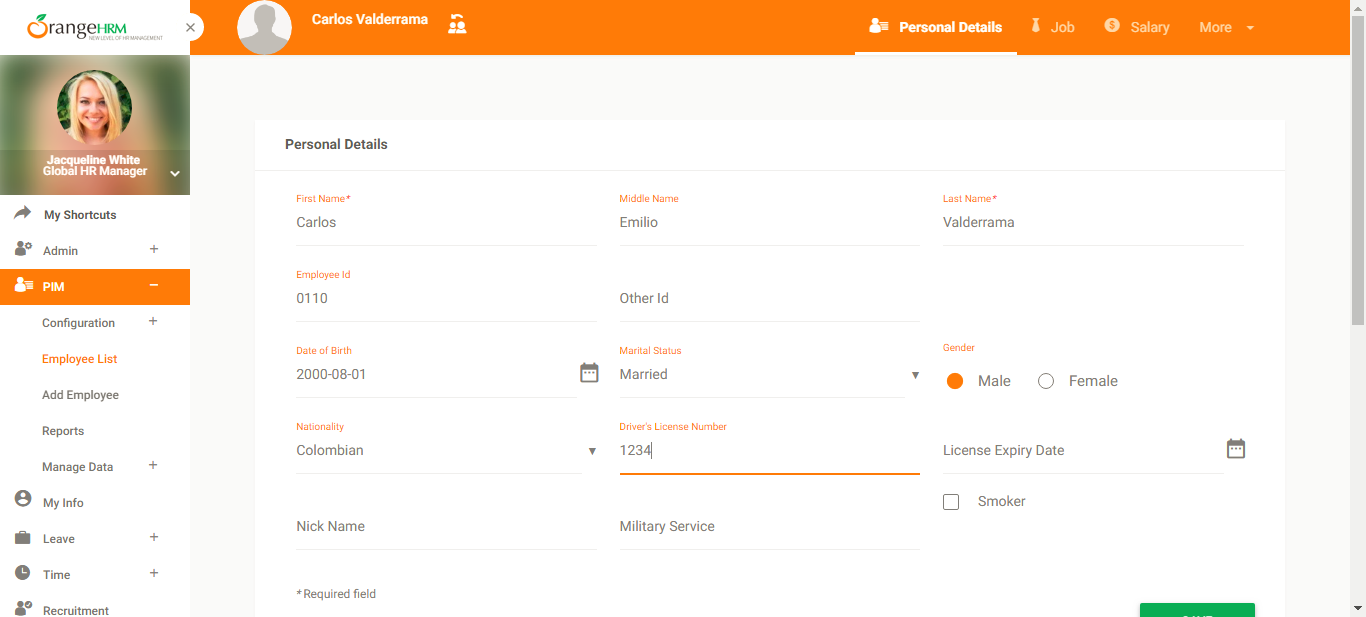 OrangeHRM
NEW LEVEL OF HR MANAGEMENT
Carlos Valderrama
Personal Details
Job
Salary
More
Jacqueline White
Global HR Manager
My Shortcuts
Admin
PIM
Configuration
Employee List
Add Employee
Reports
Manage Data
My Info
Leave
Time
Recruitment
Personal Details
First Name*
Carlos
Middle Name
Emilio
Last Name*
Valderrama
Employee Id
0110
Other Id
Date of Birth
2000-08-01
Marital Status
Married
Gender
Male
Female
Nationality
Colombian
Driver's License Number
1234
License Expiry Date
Smoker
Nick Name
Military Service
* Required field